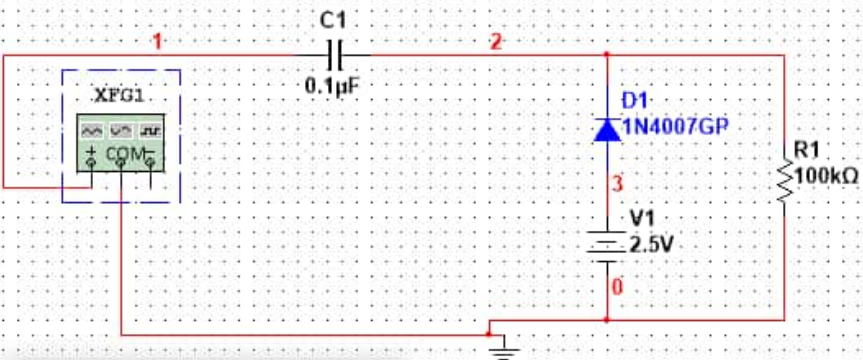 C1
1
2
0.1µF
XFG1
+ COM -
D1
1N4007GP
R1
100kΩ
3
V1
2.5V
0